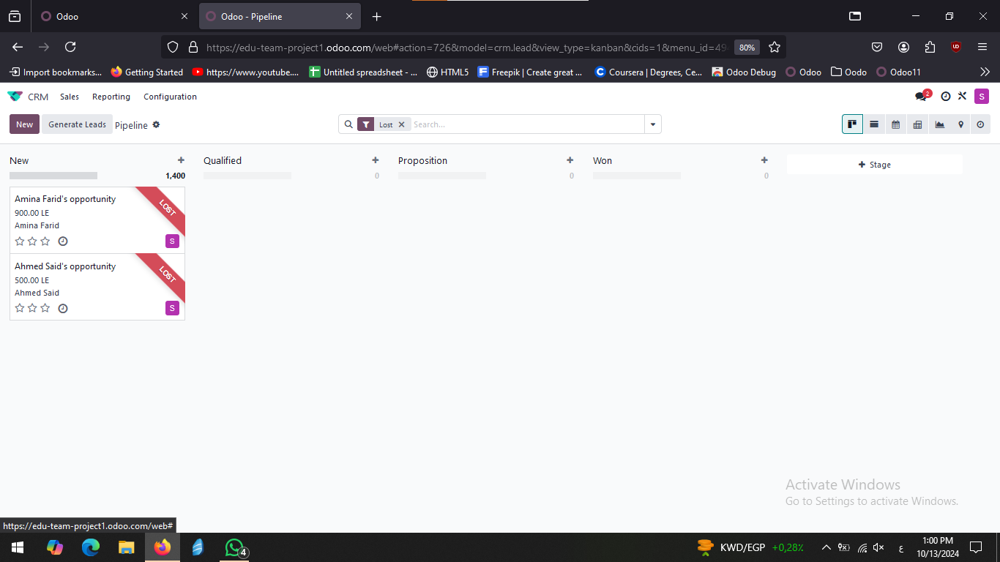 Odoo
Odoo - Pipeline
https://edu-team-project1.odoo.com/web#action=726&model=crm.lead&view_type=kanban&cids=1&menu_id=49
80%
Import bookmarks...
Getting Started
https://www.youtube....
Untitled spreadsheet - ...
HTML5
Freepik | Create great ...
Coursera | Degrees, Ce...
Odoo Debug
Odoo
Oodo
Odoo11
CRM
Sales
Reporting
Configuration
2
S
New
Generate Leads
Pipeline
Lost
Search...
New
1,400
Qualified
0
Proposition
0
Won
0
Stage
Amina Farid's opportunity
900.00 LE
Amina Farid
LOST
S
Ahmed Said's opportunity
500.00 LE
Ahmed Said
LOST
S
Activate Windows
Go to Settings to activate Windows.
https://edu-team-project1.odoo.com/web#
4
KWD/EGP
+0,28٪
ع
1:00 PM
10/13/2024